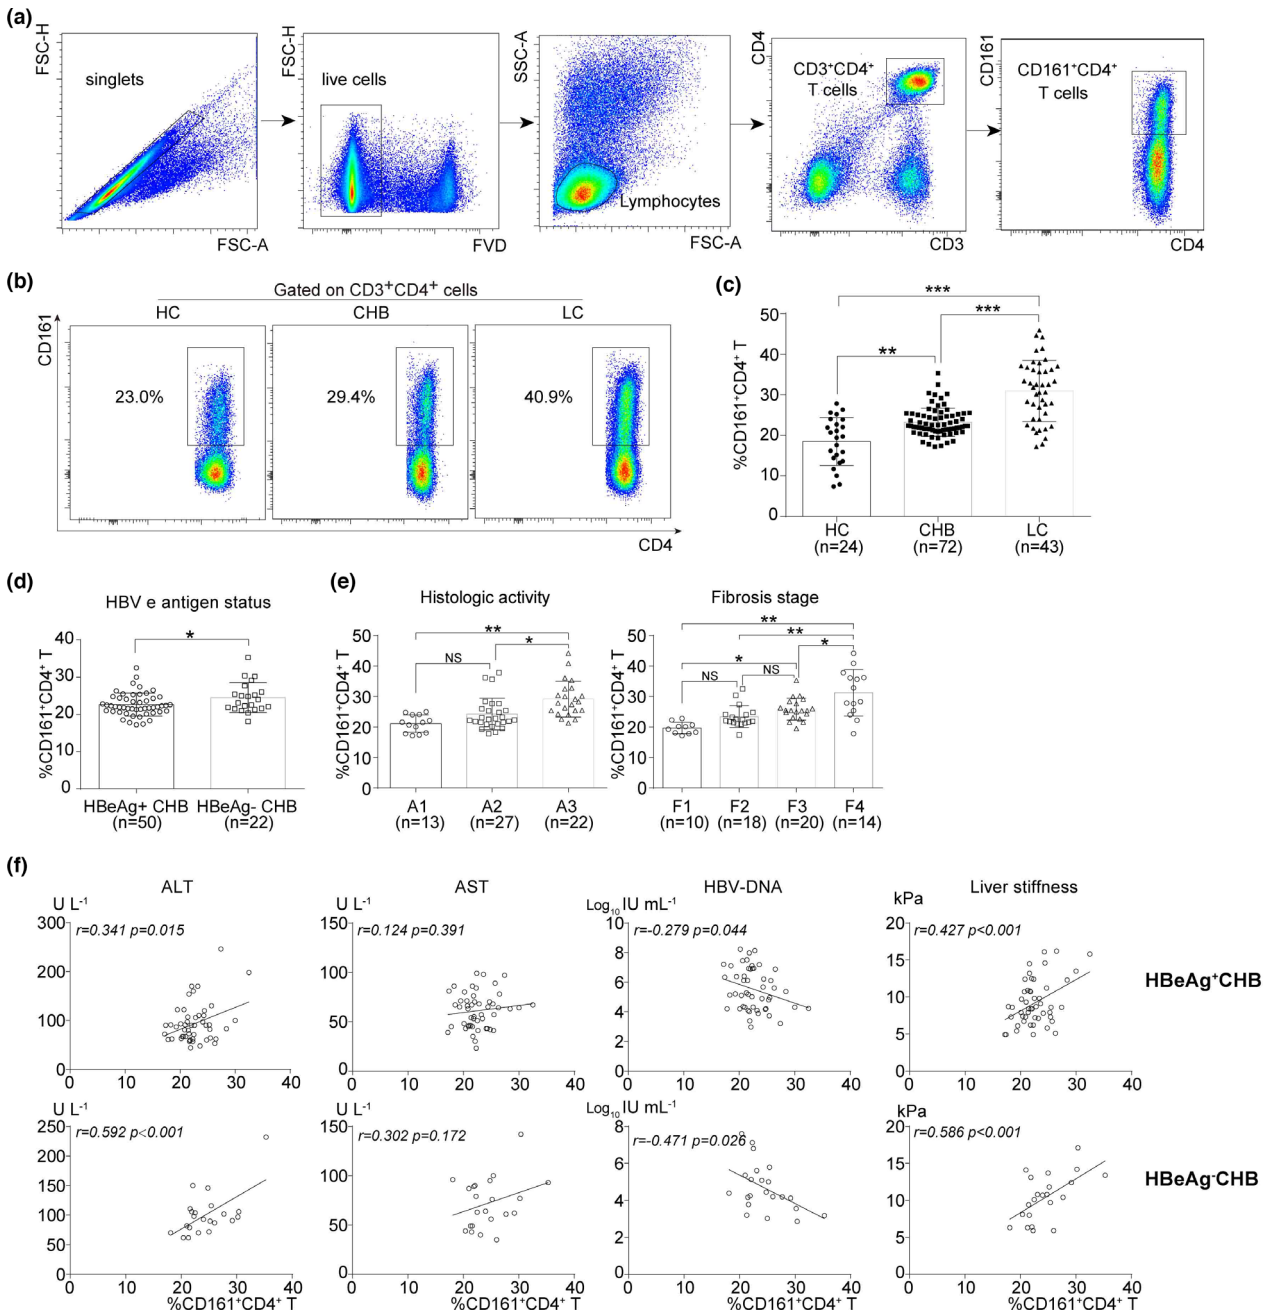 (a)
FSC-H
singlets
FSC-A
FSC-H
live cells
FVD
SSC-A
Lymphocytes
FSC-A
CD4
CD3⁺CD4⁺
T cells
CD3
CD161
CD161⁺CD4⁺
T cells
CD4
(b)
Gated on CD3⁺CD4⁺ cells
HC CHB LC
CD161
23.0% 29.4% 40.9%
CD4
(c)
%CD161⁺CD4⁺ T
50
40
30
20
10
0
***
***
**
HC CHB LC
(n=24) (n=72) (n=43)
(d)
HBV e antigen status
%CD161⁺CD4⁺ T
40
30
20
10
0
*
HBeAg+ CHB HBeAg- CHB
(n=50) (n=22)
(e)
Histologic activity
%CD161⁺CD4⁺ T
50
40
30
20
10
0
**
*
NS
A1 A2 A3
(n=13) (n=27) (n=22)
Fibrosis stage
%CD161⁺CD4⁺ T
50
40
30
20
10
0
**
**
*
*
NS NS
F1 F2 F3 F4
(n=10) (n=18) (n=20) (n=14)
(f)
ALT
U L⁻¹
r=0.341 p=0.015
300
200
100
0
0 10 20 30 40
AST
U L⁻¹
r=0.124 p=0.391
150
100
50
0
0 10 20 30 40
HBV-DNA
Log₁₀ IU mL⁻¹
r=-0.279 p=0.044
10
8
6
4
2
0
0 10 20 30 40
Liver stiffness
kPa
r=0.427 p<0.001
20
15
10
5
0
0 10 20 30 40
HBeAg⁺CHB
U L⁻¹
r=0.592 p<0.001
250
200
150
100
50
0
0 10 20 30 40
%CD161⁺CD4⁺ T
U L⁻¹
r=0.302 p=0.172
150
100
50
0
0 10 20 30 40
%CD161⁺CD4⁺ T
Log₁₀ IU mL⁻¹
r=-0.471 p=0.026
8
6
4
2
0
0 10 20 30 40
%CD161⁺CD4⁺ T
kPa
r=0.586 p<0.001
20
15
10
5
0
0 10 20 30 40
%CD161⁺CD4⁺ T
HBeAg⁻CHB